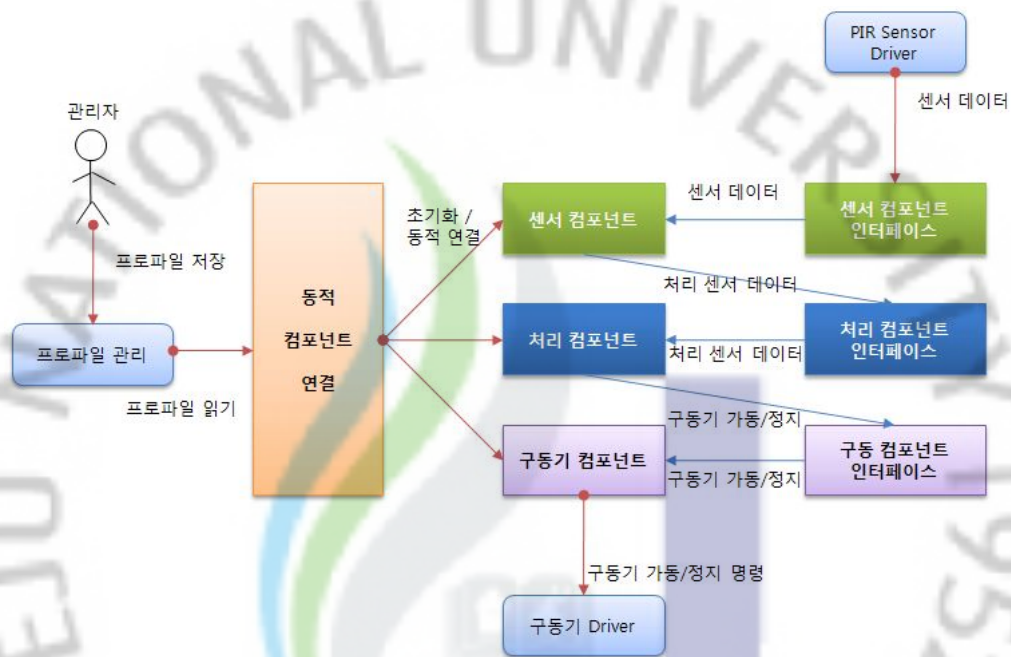 PIR Sensor
Driver
센서 데이터
관리자
센서 데이터
초기화 /
동적 연결
센서 컴포넌트
센서 컴포넌트
인터페이스
프로파일 저장
처리 센서 데이터
동적
컴포넌트
연결
프로파일 관리
처리 컴포넌트
처리 센서 데이터
처리 컴포넌트
인터페이스
프로파일 읽기
구동기 가동/정지
구동기 컴포넌트
구동기 가동/정지
구동 컴포넌트
인터페이스
구동기 가동/정지 명령
구동기 Driver
JEJU NATIONAL UNIVERSITY 1952